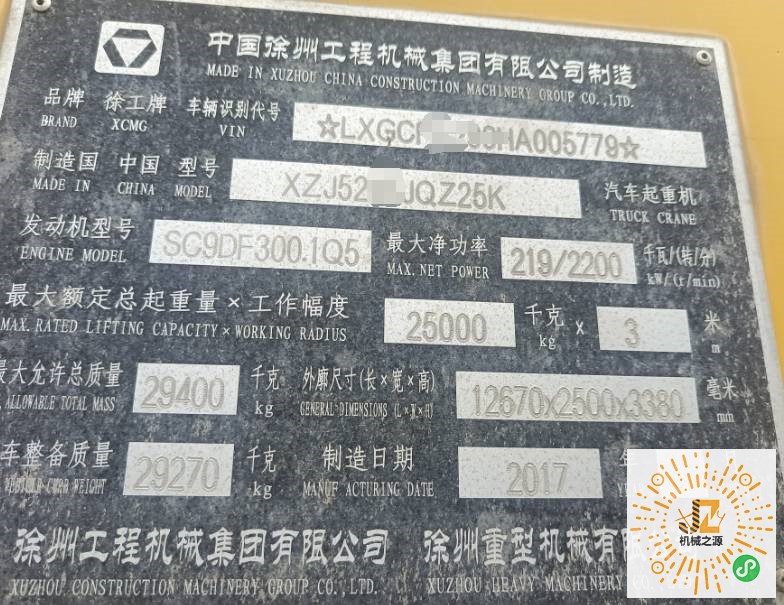 中国徐州工程机械集团有限公司制造
MADE IN XUZHOU CHINA CONSTRUCTION MACHINERY GROUP CO.,LTD.
品牌 徐工牌 车辆识别代号
BRAND XCMG VIN
☆LXGC HA005779☆
制造国 中国 型号
MADE IN CHINA MODEL
XZJ52 JQZ25K
汽车起重机
TRUCK CRANE
发动机型号
ENGINE MODEL
SC9DF300.1Q5
最大净功率
MAX. NET POWER
219/2200
千瓦/(转/分)
kW/(r/min)
最大额定总起重量×工作幅度
MAX. RATED LIFTING CAPACITY×WORKING RADIUS
25000 千克 × 3 米
kg m
最大允许总质量
ALLOWABLE TOTAL MASS
29400 千克
kg
外廓尺寸(长×宽×高)
GENERAL DIMENSIONS (L×W×H)
12670x2500x3380 毫米
mm
车整备质量
29270 千克
kg
制造日期
MANUFACTURING DATE
2017 年
徐州工程机械集团有限公司 徐州重型机械有限
XUZHOU CONSTRUCTION MACHINERY GROUP CO.,LTD. XUZHOU HEAVY MACHINERY CO
机械之源